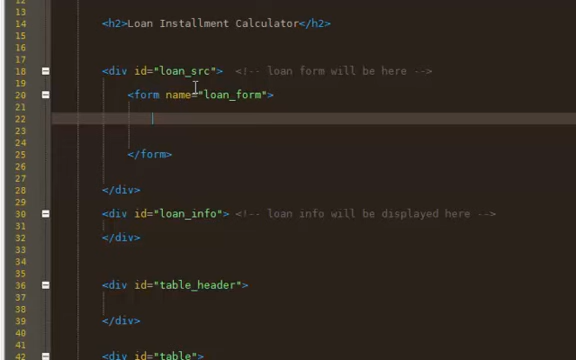 12
13
14 <h2>Loan Installment Calculator</h2>
15
16
17
18 <div id="loan_src"> <!-- loan form will be here -->
19
20 <form name="loan_form">
21
22
23
24
25 </form>
26
27
28 </div>
29
30 <div id="loan_info"> <!-- loan info will be displayed here -->
31
32 </div>
33
34
35
36 <div id="table_header">
37
38
39 </div>
40
41
42 <div id="table">